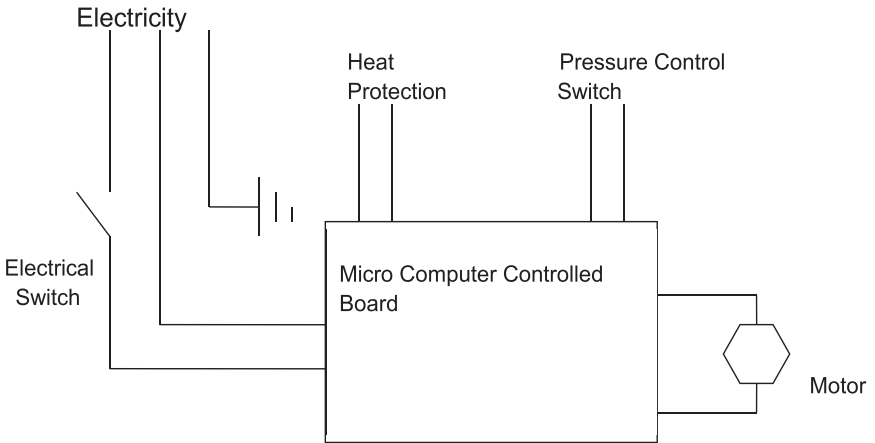 Electricity
Heat
Protection
Pressure Control
Switch
Electrical
Switch
Micro Computer Controlled
Board
Motor